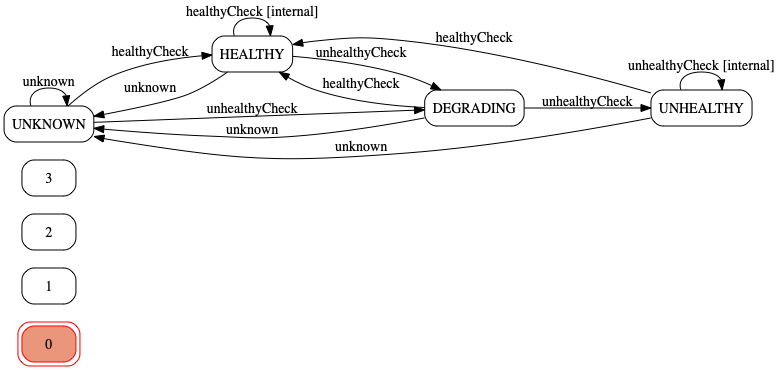 healthyCheck [internal]
healthyCheck
healthyCheck
HEALTHY
unhealthyCheck
unhealthyCheck [internal]
unknown
unknown
healthyCheck
UNKNOWN
unhealthyCheck
DEGRADING
unhealthyCheck
UNHEALTHY
unknown
unknown
3
2
1
0